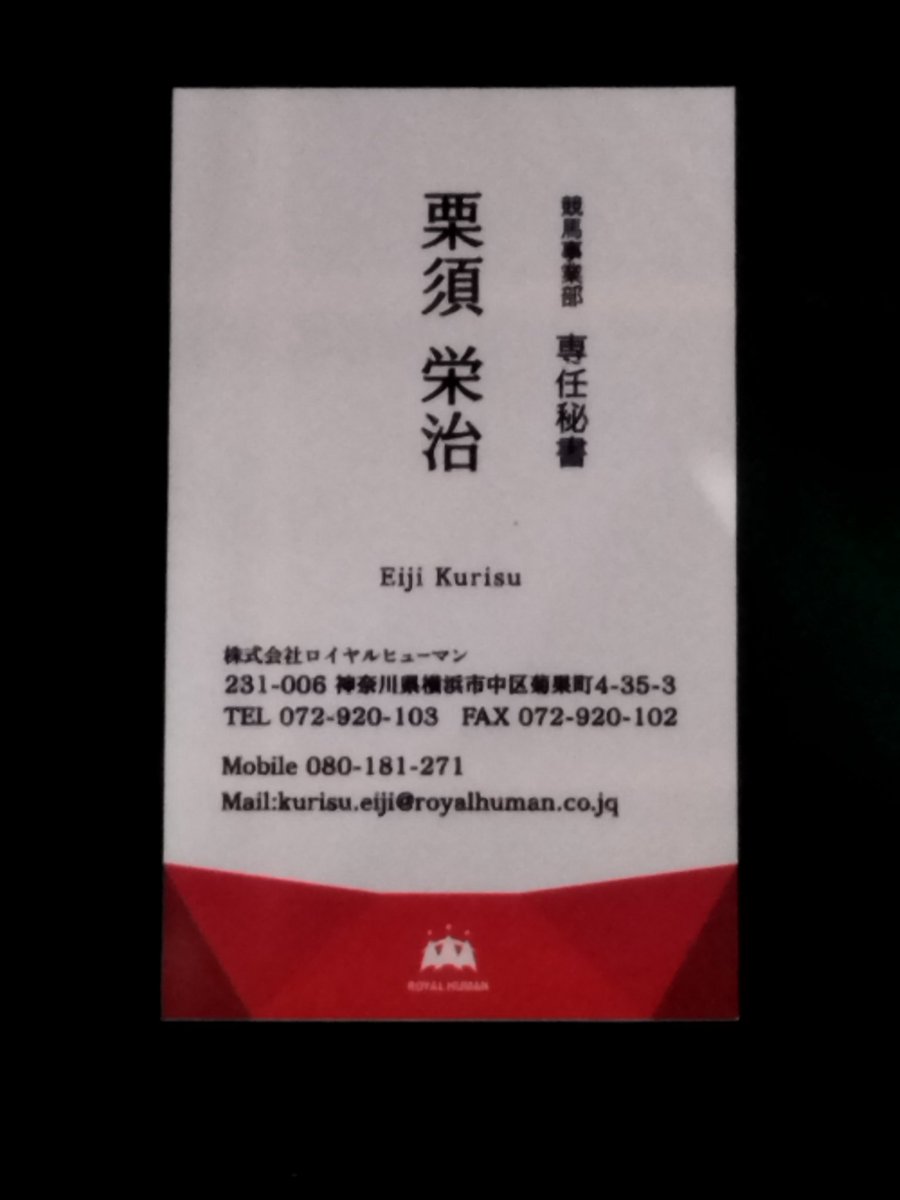 競馬事業部 専任秘書
栗須 栄治
Eiji Kurisu
株式会社ロイヤルヒューマン
231-006 神奈川県横浜市中区菊巣町4-35-3
TEL 072-920-103 FAX 072-920-102
Mobile 080-181-271
Mail:kurisu.eiji@royalhuman.co.jq
ROYAL HUMAN